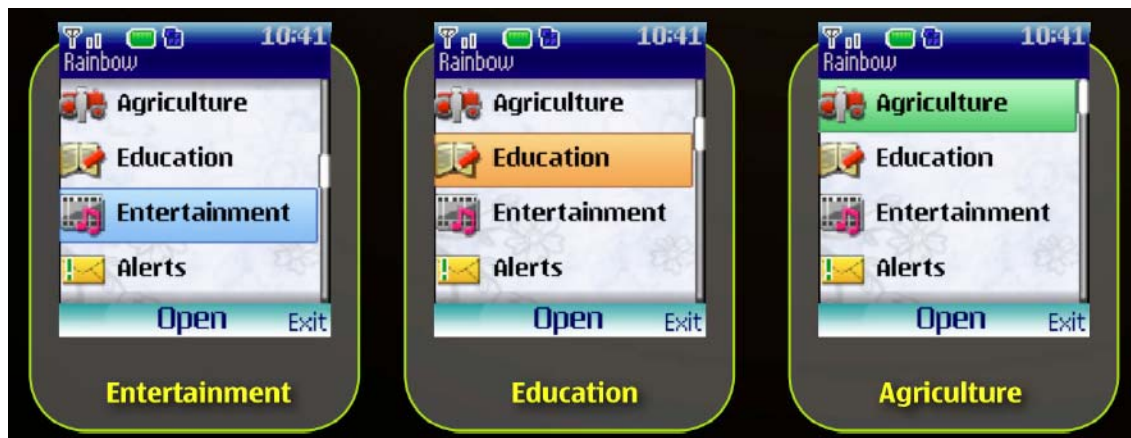 10:41
Rainbow
Agriculture
Education
Entertainment
Alerts
Open Exit
Entertainment
10:41
Rainbow
Agriculture
Education
Entertainment
Alerts
Open Exit
Education
10:41
Rainbow
Agriculture
Education
Entertainment
Alerts
Open Exit
Agriculture